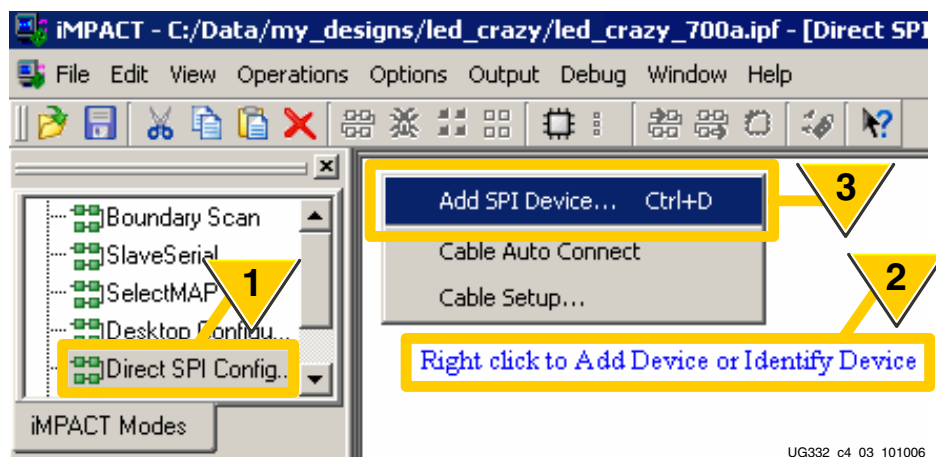 iMPACT - C:/Data/my_designs/led_crazy/led_crazy_700a.ipf - [Direct SPI
File Edit View Operations Options Output Debug Window Help
Add SPI Device... Ctrl+D
3
Boundary Scan
SlaveSerial
Cable Auto Connect
SelectMAP
1
Cable Setup...
2
Desktop Configu...
Direct SPI Config..
Right click to Add Device or Identify Device
iMPACT Modes
UG332_c4_03_101006